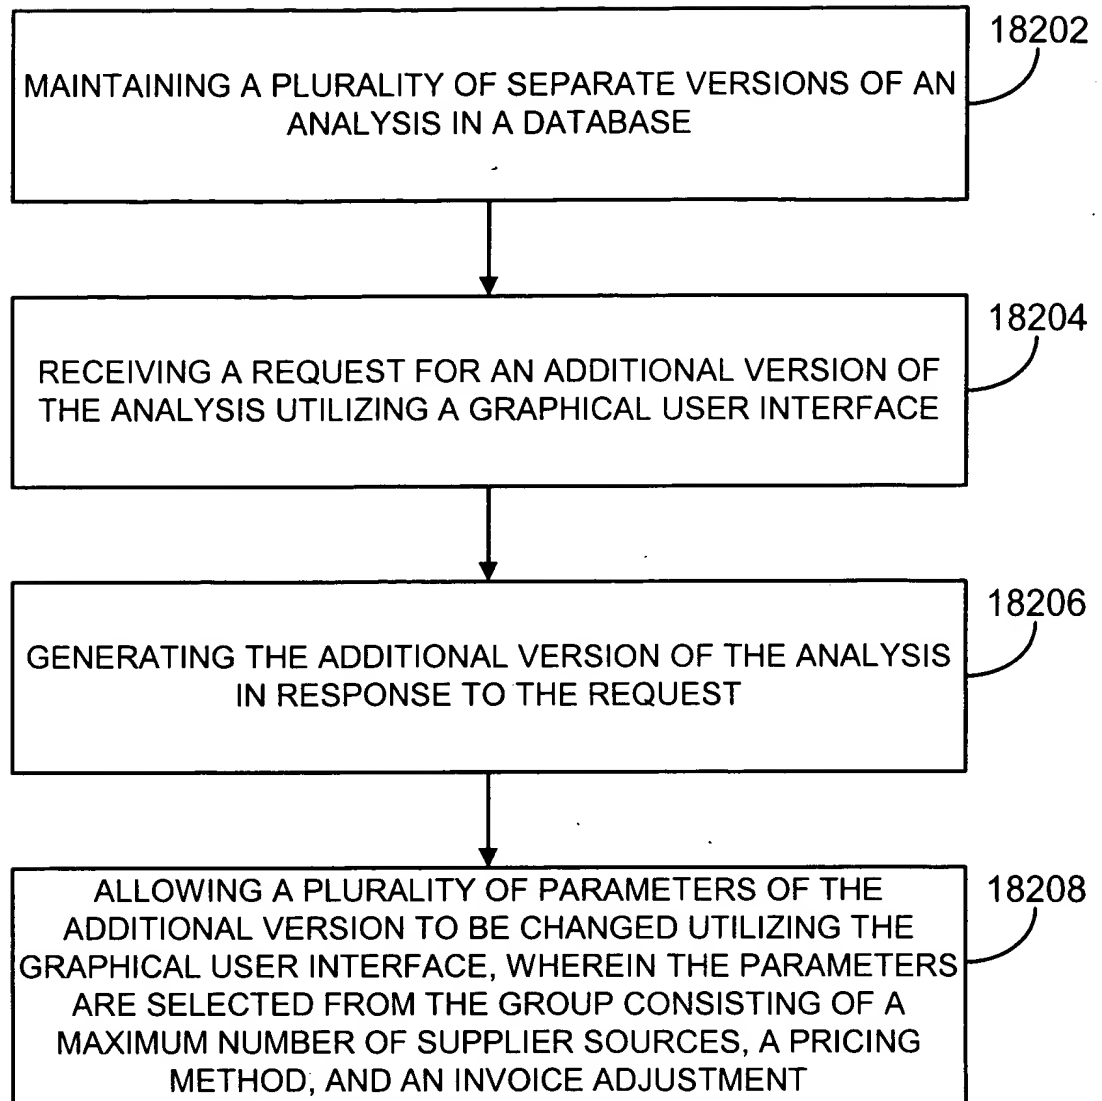 18202
MAINTAINING A PLURALITY OF SEPARATE VERSIONS OF AN
ANALYSIS IN A DATABASE
18204
RECEIVING A REQUEST FOR AN ADDITIONAL VERSION OF
THE ANALYSIS UTILIZING A GRAPHICAL USER INTERFACE
18206
GENERATING THE ADDITIONAL VERSION OF THE ANALYSIS
IN RESPONSE TO THE REQUEST
18208
ALLOWING A PLURALITY OF PARAMETERS OF THE
ADDITIONAL VERSION TO BE CHANGED UTILIZING THE
GRAPHICAL USER INTERFACE, WHEREIN THE PARAMETERS
ARE SELECTED FROM THE GROUP CONSISTING OF A
MAXIMUM NUMBER OF SUPPLIER SOURCES, A PRICING
METHOD, AND AN INVOICE ADJUSTMENT